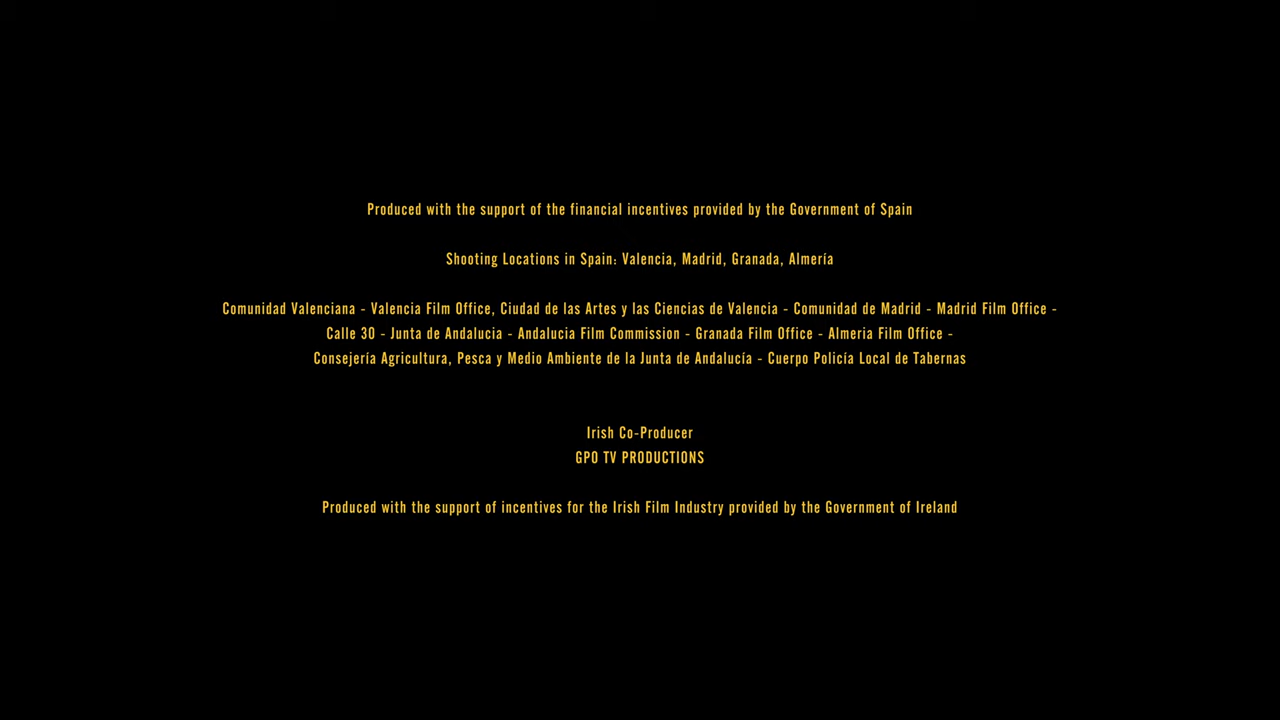 Produced with the support of the financial incentives provided by the Government of Spain
Shooting Locations in Spain: Valencia, Madrid, Granada, Almería
Comunidad Valenciana - Valencia Film Office, Ciudad de las Artes y las Ciencias de Valencia - Comunidad de Madrid - Madrid Film Office -
Calle 30 - Junta de Andalucia - Andalucia Film Commission - Granada Film Office - Almeria Film Office -
Consejería Agricultura, Pesca y Medio Ambiente de la Junta de Andalucía - Cuerpo Policía Local de Tabernas
Irish Co-Producer
GPO TV PRODUCTIONS
Produced with the support of incentives for the Irish Film Industry provided by the Government of Ireland